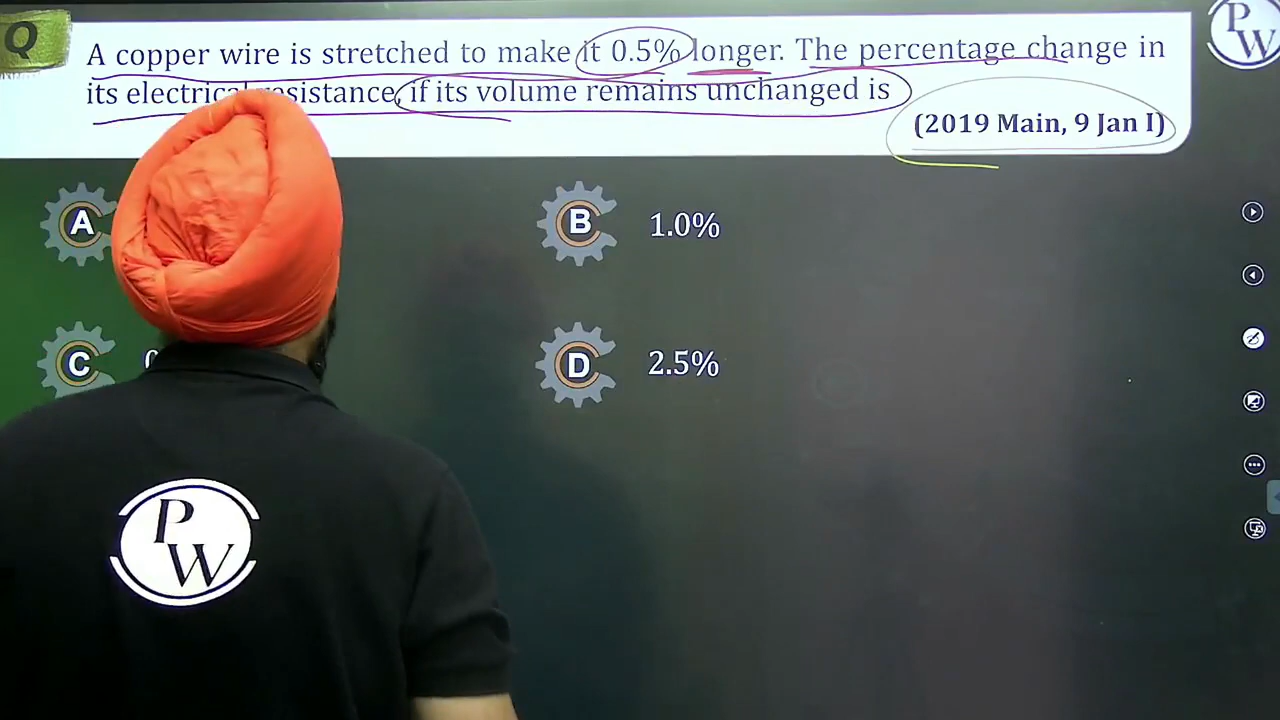 Q
PW
A copper wire is stretched to make it 0.5% longer. The percentage change in
its electrical resistance, if its volume remains unchanged is
(2019 Main, 9 Jan I)
A
B 1.0%
C 0
D 2.5%
PW